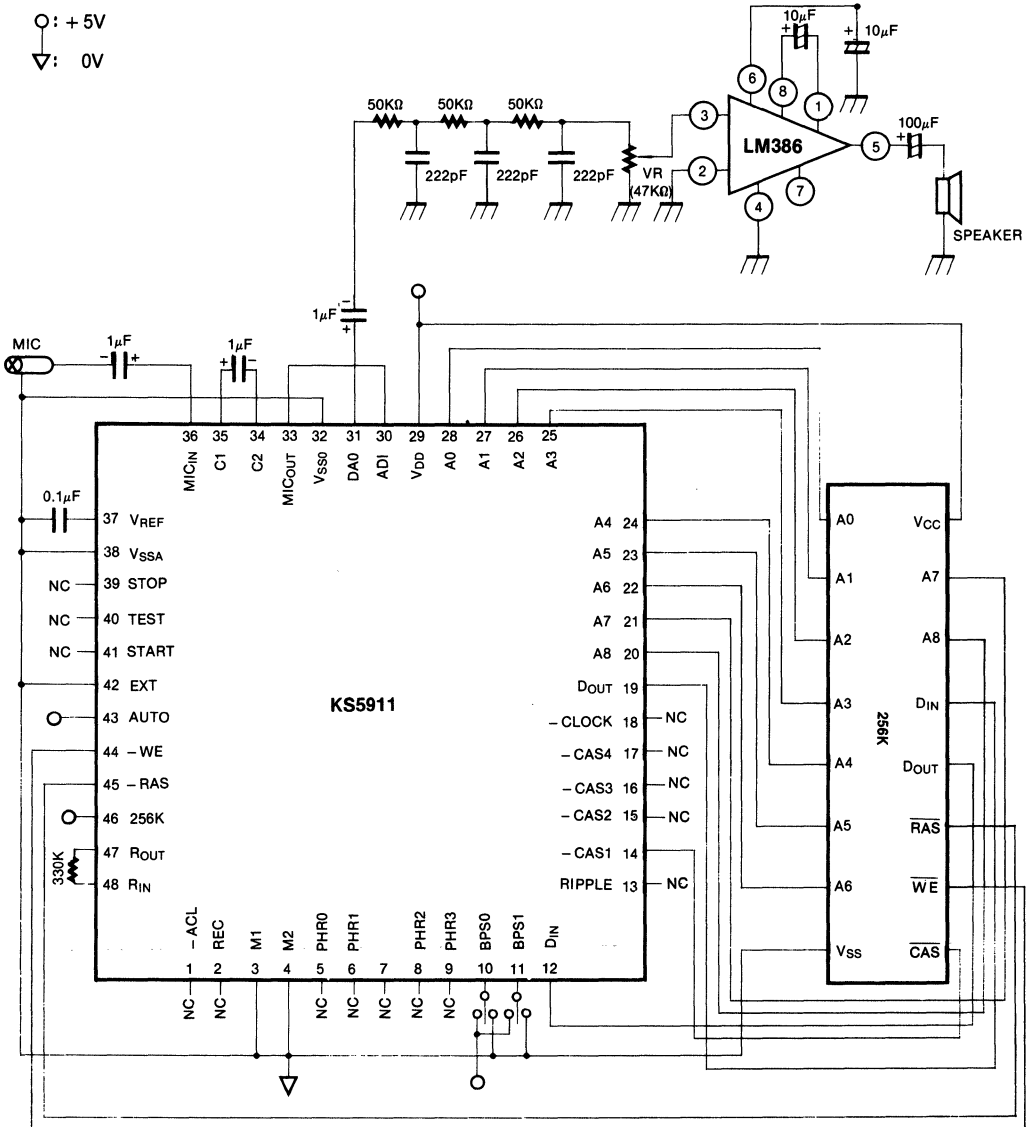 : +5V
: 0V
10μF
+
+
10μF
6
8
1
50KΩ
50KΩ
50KΩ
3
LM386
5
100μF
+
222pF
222pF
222pF
VR
(47KΩ)
2
4
7
SPEAKER
1μF
−
+
MIC
1μF
− +
1μF
+ −
36 35 34 33 32 31 30 29 28 27 26 25
MICIN C1 C2 MICOUT VSS0 DA0 ADI VDD A0 A1 A2 A3
0.1μF
37 VREF
38 VSSA
NC 39 STOP
NC 40 TEST
NC 41 START
42 EXT
43 AUTO
44 −WE
45 −RAS
46 256K
47 ROUT
330K
48 RIN
KS5911
A4 24
A5 23
A6 22
A7 21
A8 20
DOUT 19
−CLOCK 18 NC
−CAS4 17 NC
−CAS3 16 NC
−CAS2 15 NC
−CAS1 14
RIPPLE 13 NC
−ACL REC M1 M2 PHR0 PHR1 PHR2 PHR3 BPS0 BPS1 DIN
1 2 3 4 5 6 7 8 9 10 11 12
NC NC NC NC NC NC NC
A0 VCC
A1 A7
A2 A8
A3 DIN
256K
A4 DOUT
A5 RAS
A6 WE
VSS CAS